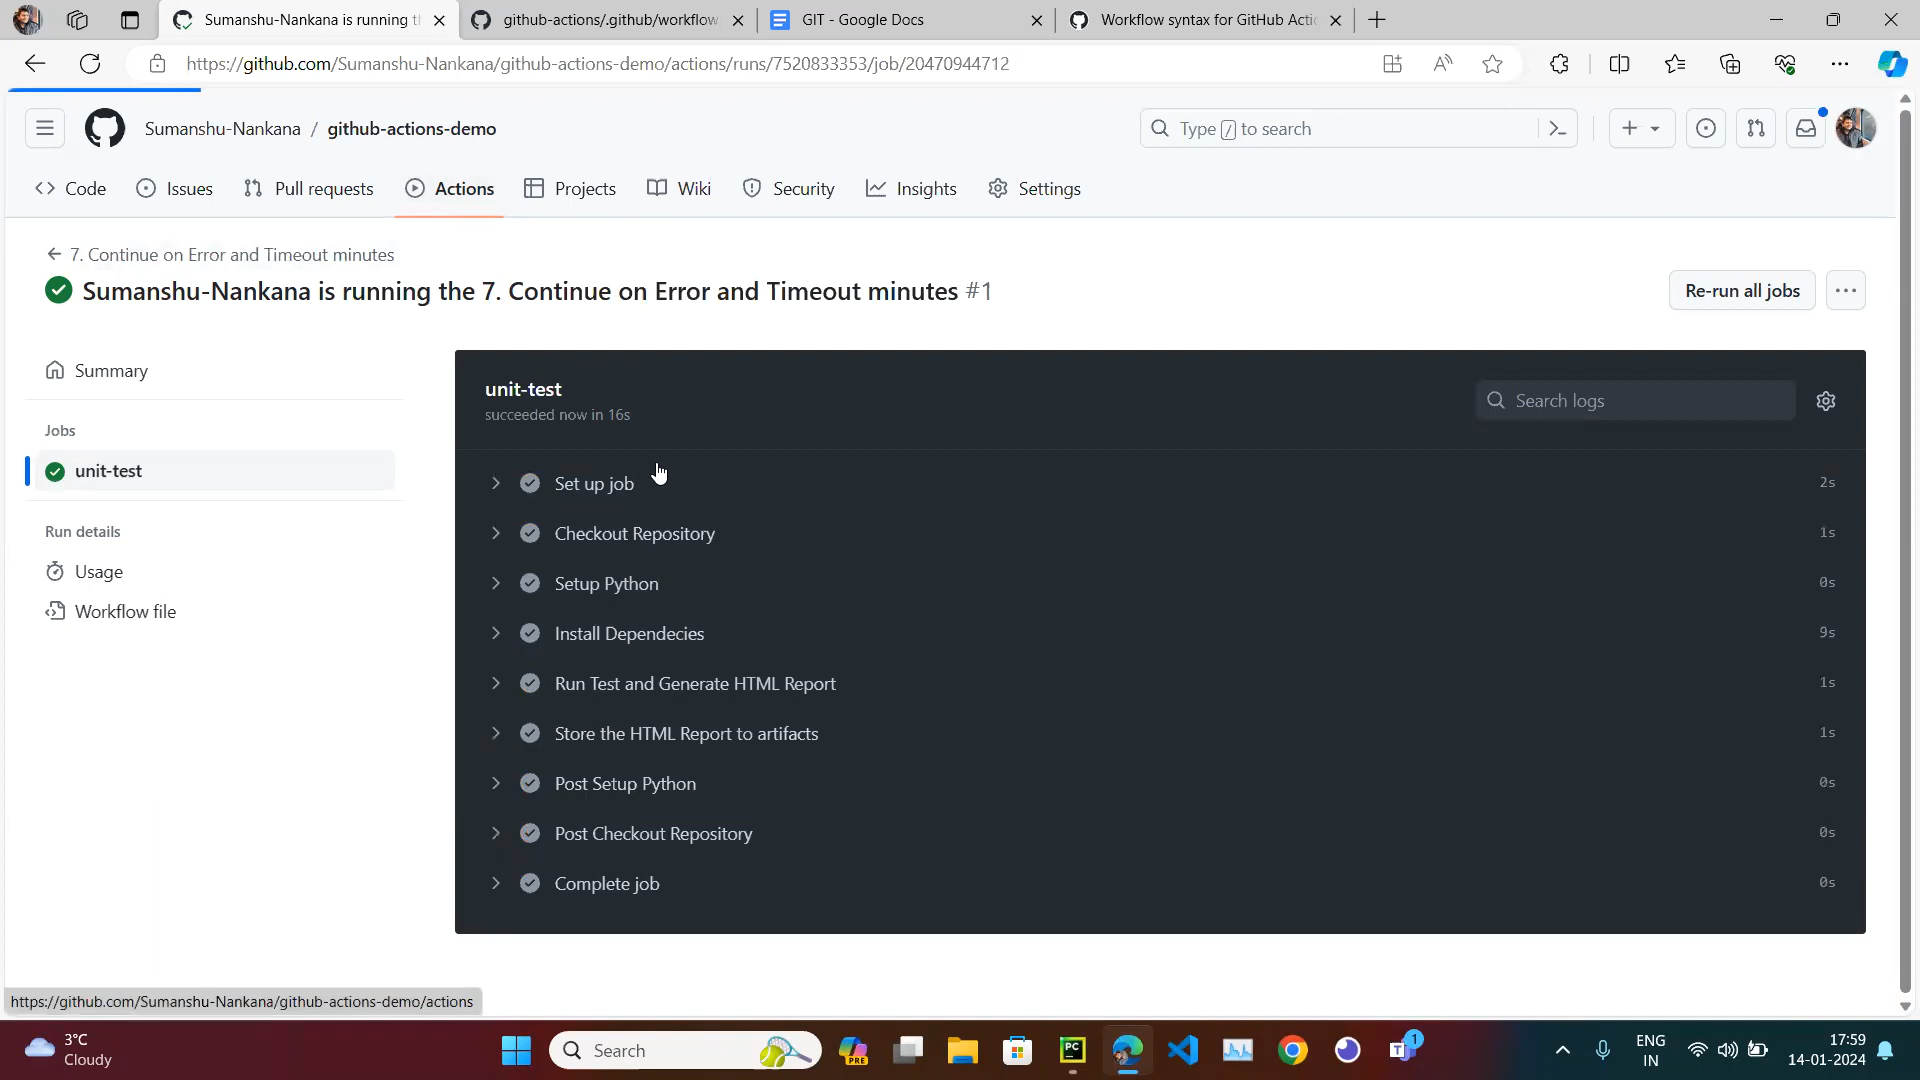 Sumanshu-Nankana is running t
github-actions/.github/workflow
GIT - Google Docs
Workflow syntax for GitHub Actio
https://github.com/Sumanshu-Nankana/github-actions-demo/actions/runs/7520833353/job/20470944712
Sumanshu-Nankana / github-actions-demo
Type / to search
Code
Issues
Pull requests
Actions
Projects
Wiki
Security
Insights
Settings
7. Continue on Error and Timeout minutes
Sumanshu-Nankana is running the 7. Continue on Error and Timeout minutes #1
Re-run all jobs
Summary
Jobs
unit-test
Run details
Usage
Workflow file
unit-test
succeeded now in 16s
Search logs
Set up job 2s
Checkout Repository 1s
Setup Python 0s
Install Dependecies 9s
Run Test and Generate HTML Report 1s
Store the HTML Report to artifacts 1s
Post Setup Python 0s
Post Checkout Repository 0s
Complete job 0s
https://github.com/Sumanshu-Nankana/github-actions-demo/actions
3°C
Cloudy
Search
PRE
PC
1
ENG
IN
17:59
14-01-2024